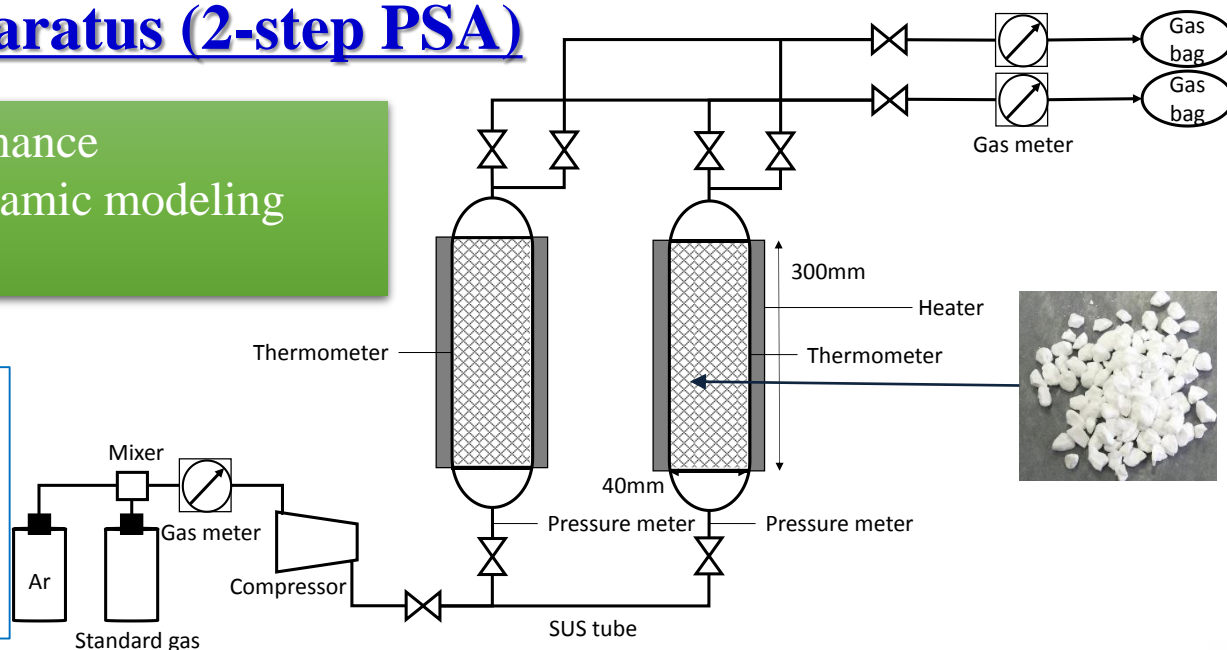 aratus (2-step PSA)
Gas
bag
Gas
bag
Gas meter
amic modeling
300mm
Heater
Thermometer
Thermometer
40mm
Mixer
Gas meter
Pressure meter
Pressure meter
Compressor
Ar
SUS tube
Standard gas